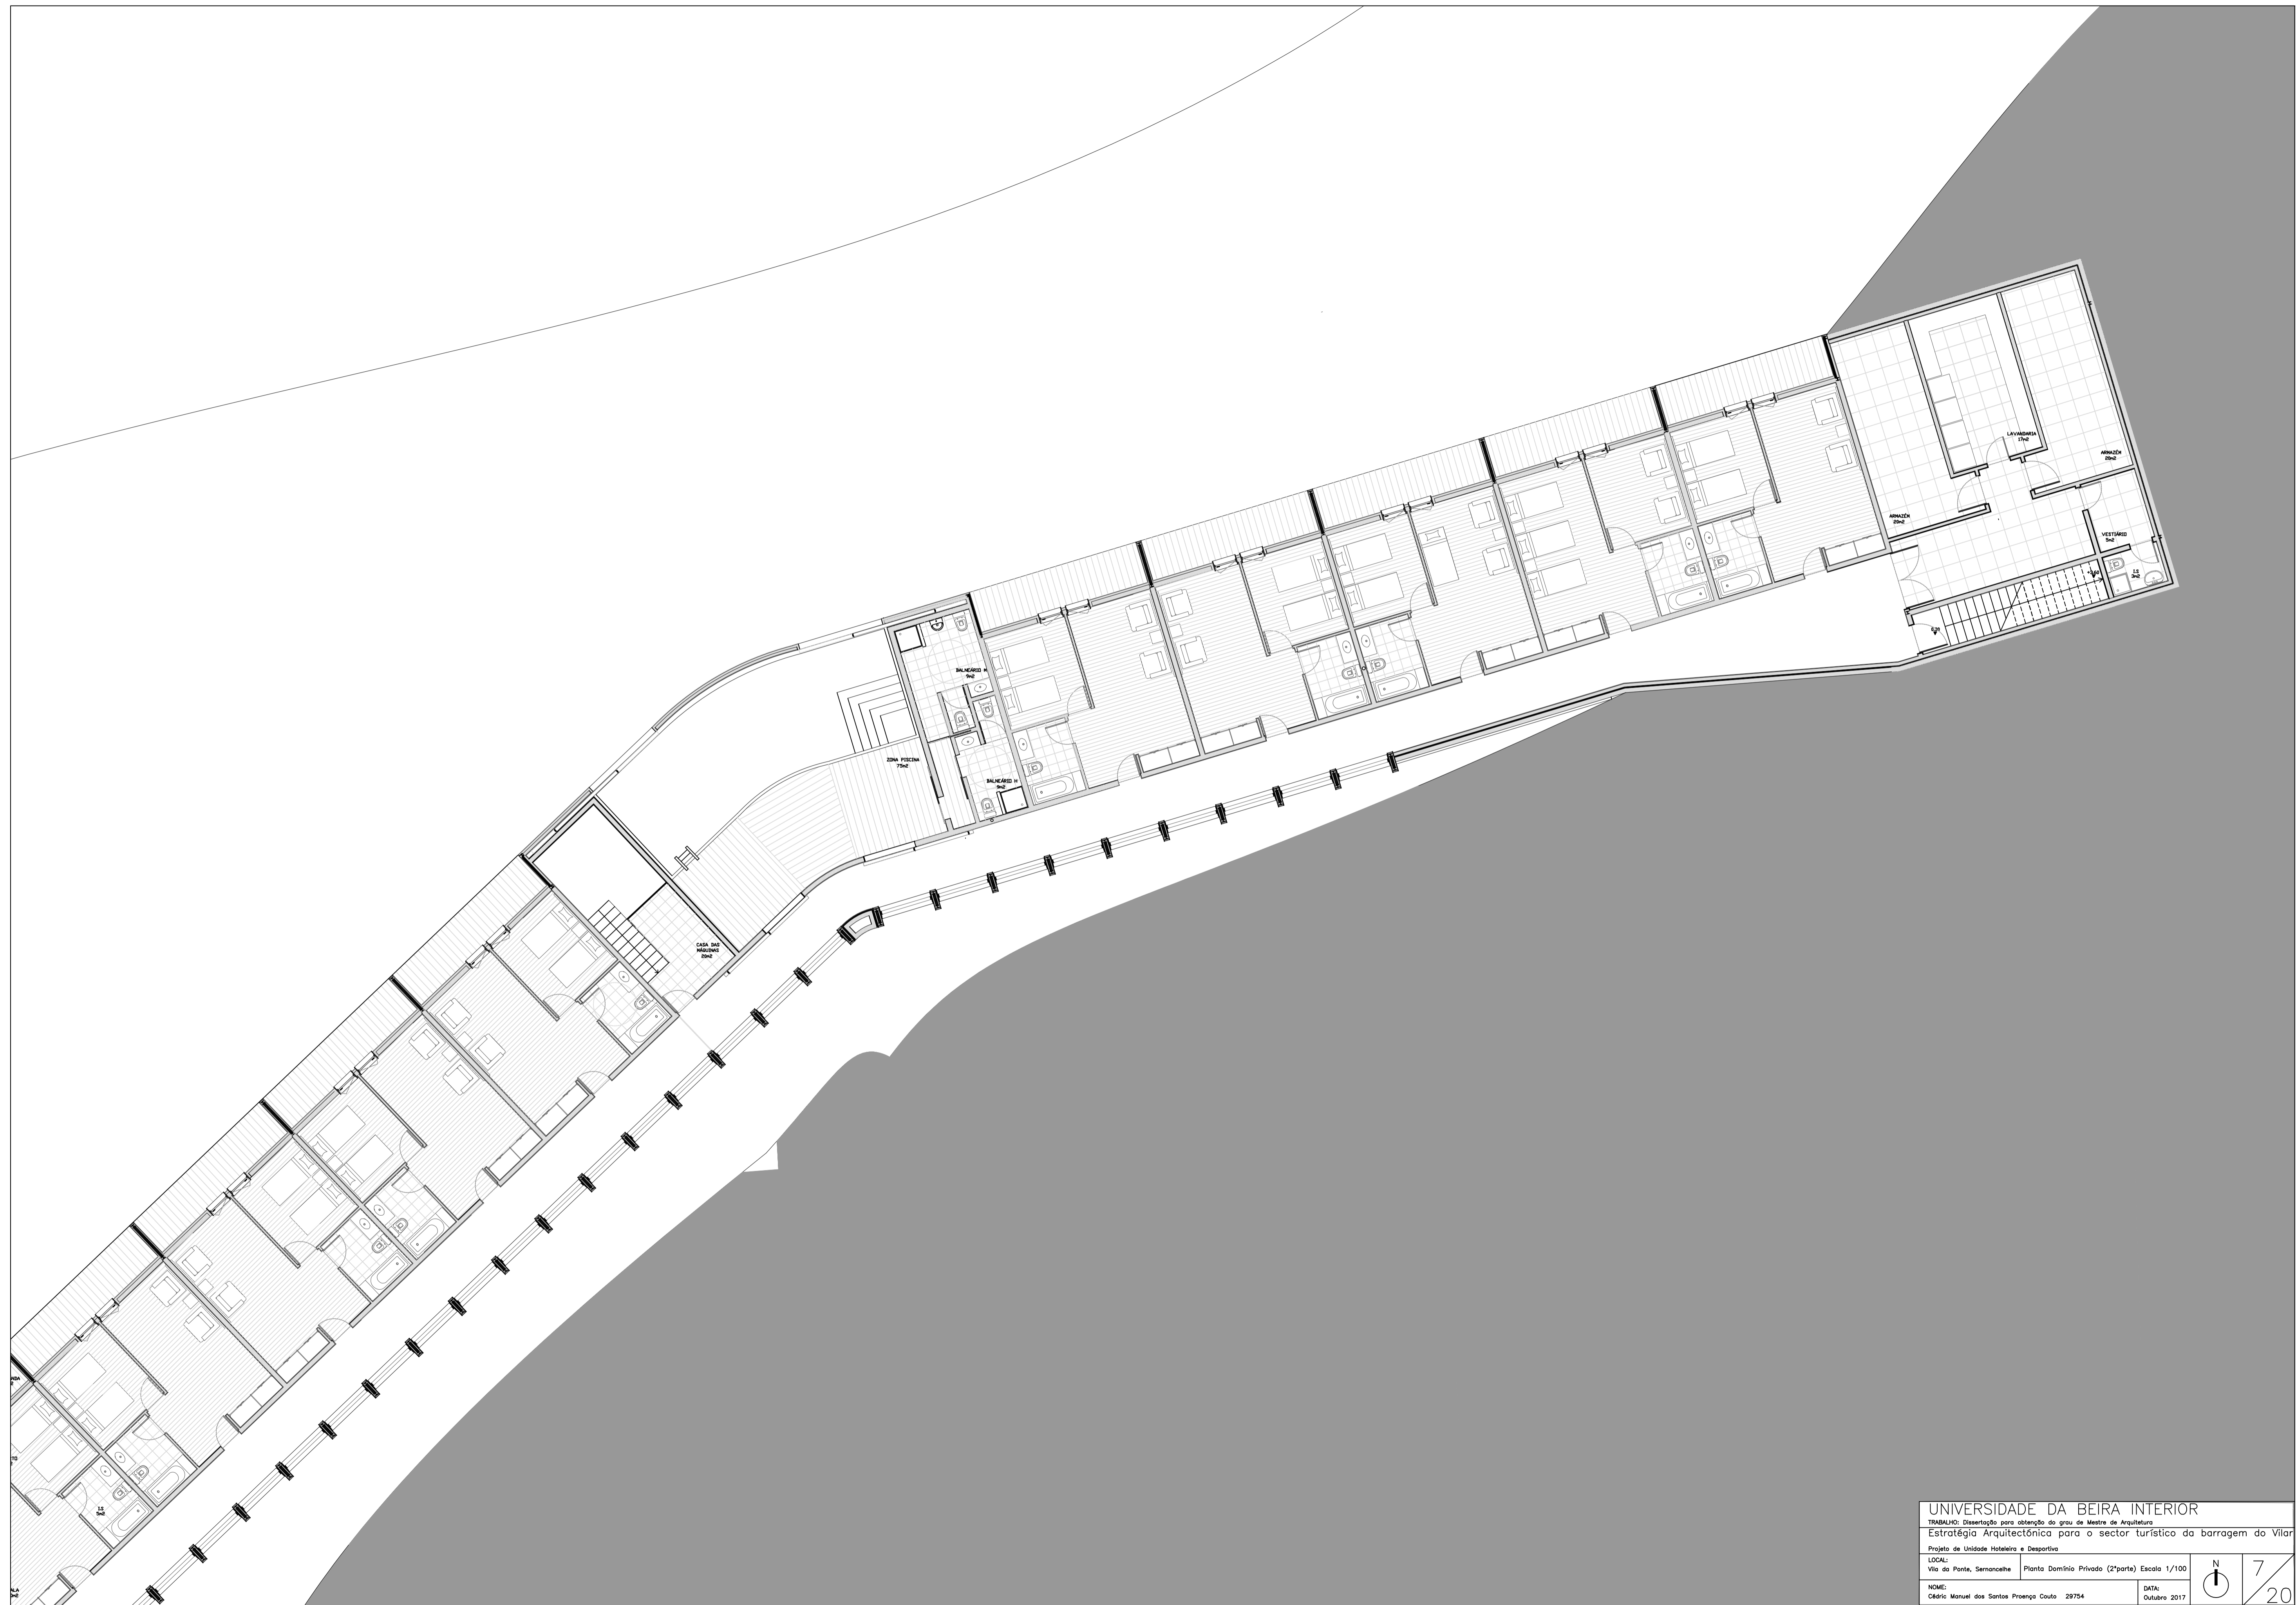 LAVANDARIA
17m2
ARMAZÉM
20m2
ARMAZÉM
20m2
VESTIÁRIO
5m2
I.S
3m2
0.71
BALNEÁRIO M
9m2
ZONA PISCINA
75m2
BALNEÁRIO H
9m2
CASA DAS
MÁQUINAS
20m2
I.S
5m2
UNIVERSIDADE DA BEIRA INTERIOR
TRABALHO: Dissertação para obtenção do grau de Mestre de Arquitetura
Estratégia Arquitectónica para o sector turístico da barragem do Vilar
Projeto de Unidade Hoteleira e Desportiva
LOCAL:
Vila da Ponte, Sernancelhe
Planta Domínio Privado (2ªparte) Escala 1/100
NOME:
Cédric Manuel dos Santos Proença Couto 29754
DATA:
Outubro 2017
N
7/20